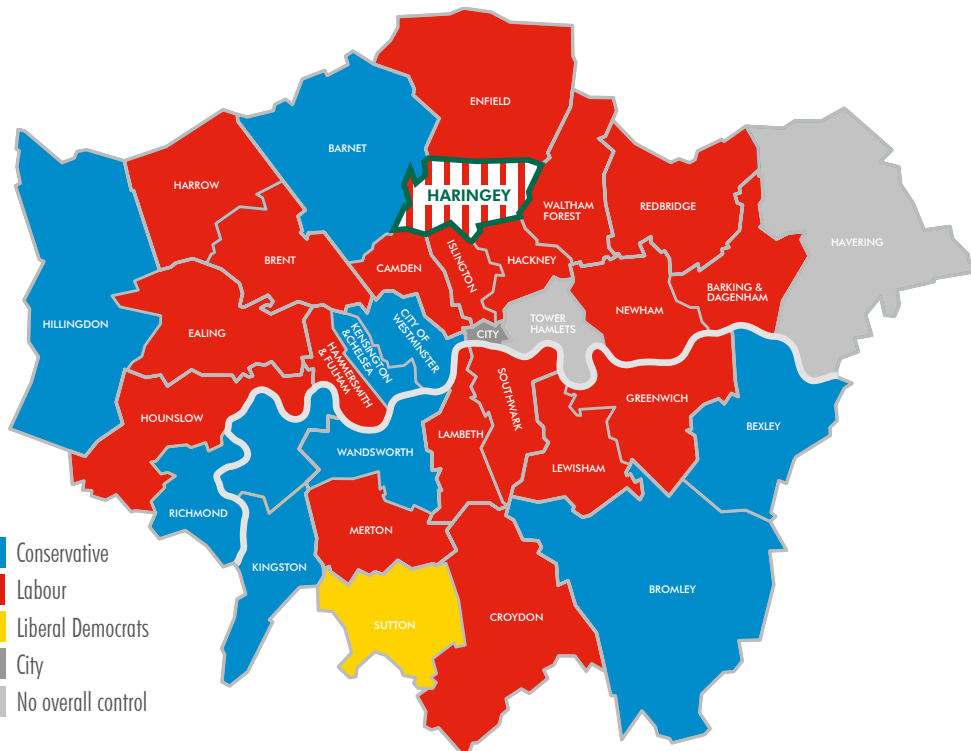 ENFIELD
BARNET
HARROW
HARINGEY
WALTHAM
FOREST
REDBRIDGE
HAVERING
BRENT
CAMDEN
ISLINGTON
HACKNEY
BARKING &
DAGENHAM
NEWHAM
HILLINGDON
EALING
TOWER
HAMLETS
CITY
CITY OF
WESTMINSTER
KENSINGTON
& CHELSEA
HAMMERSMITH
& FULHAM
HOUNSLOW
SOUTHWARK
GREENWICH
BEXLEY
LAMBETH
WANDSWORTH
LEWISHAM
RICHMOND
MERTON
KINGSTON
BROMLEY
SUTTON
CROYDON
Conservative
Labour
Liberal Democrats
City
No overall control